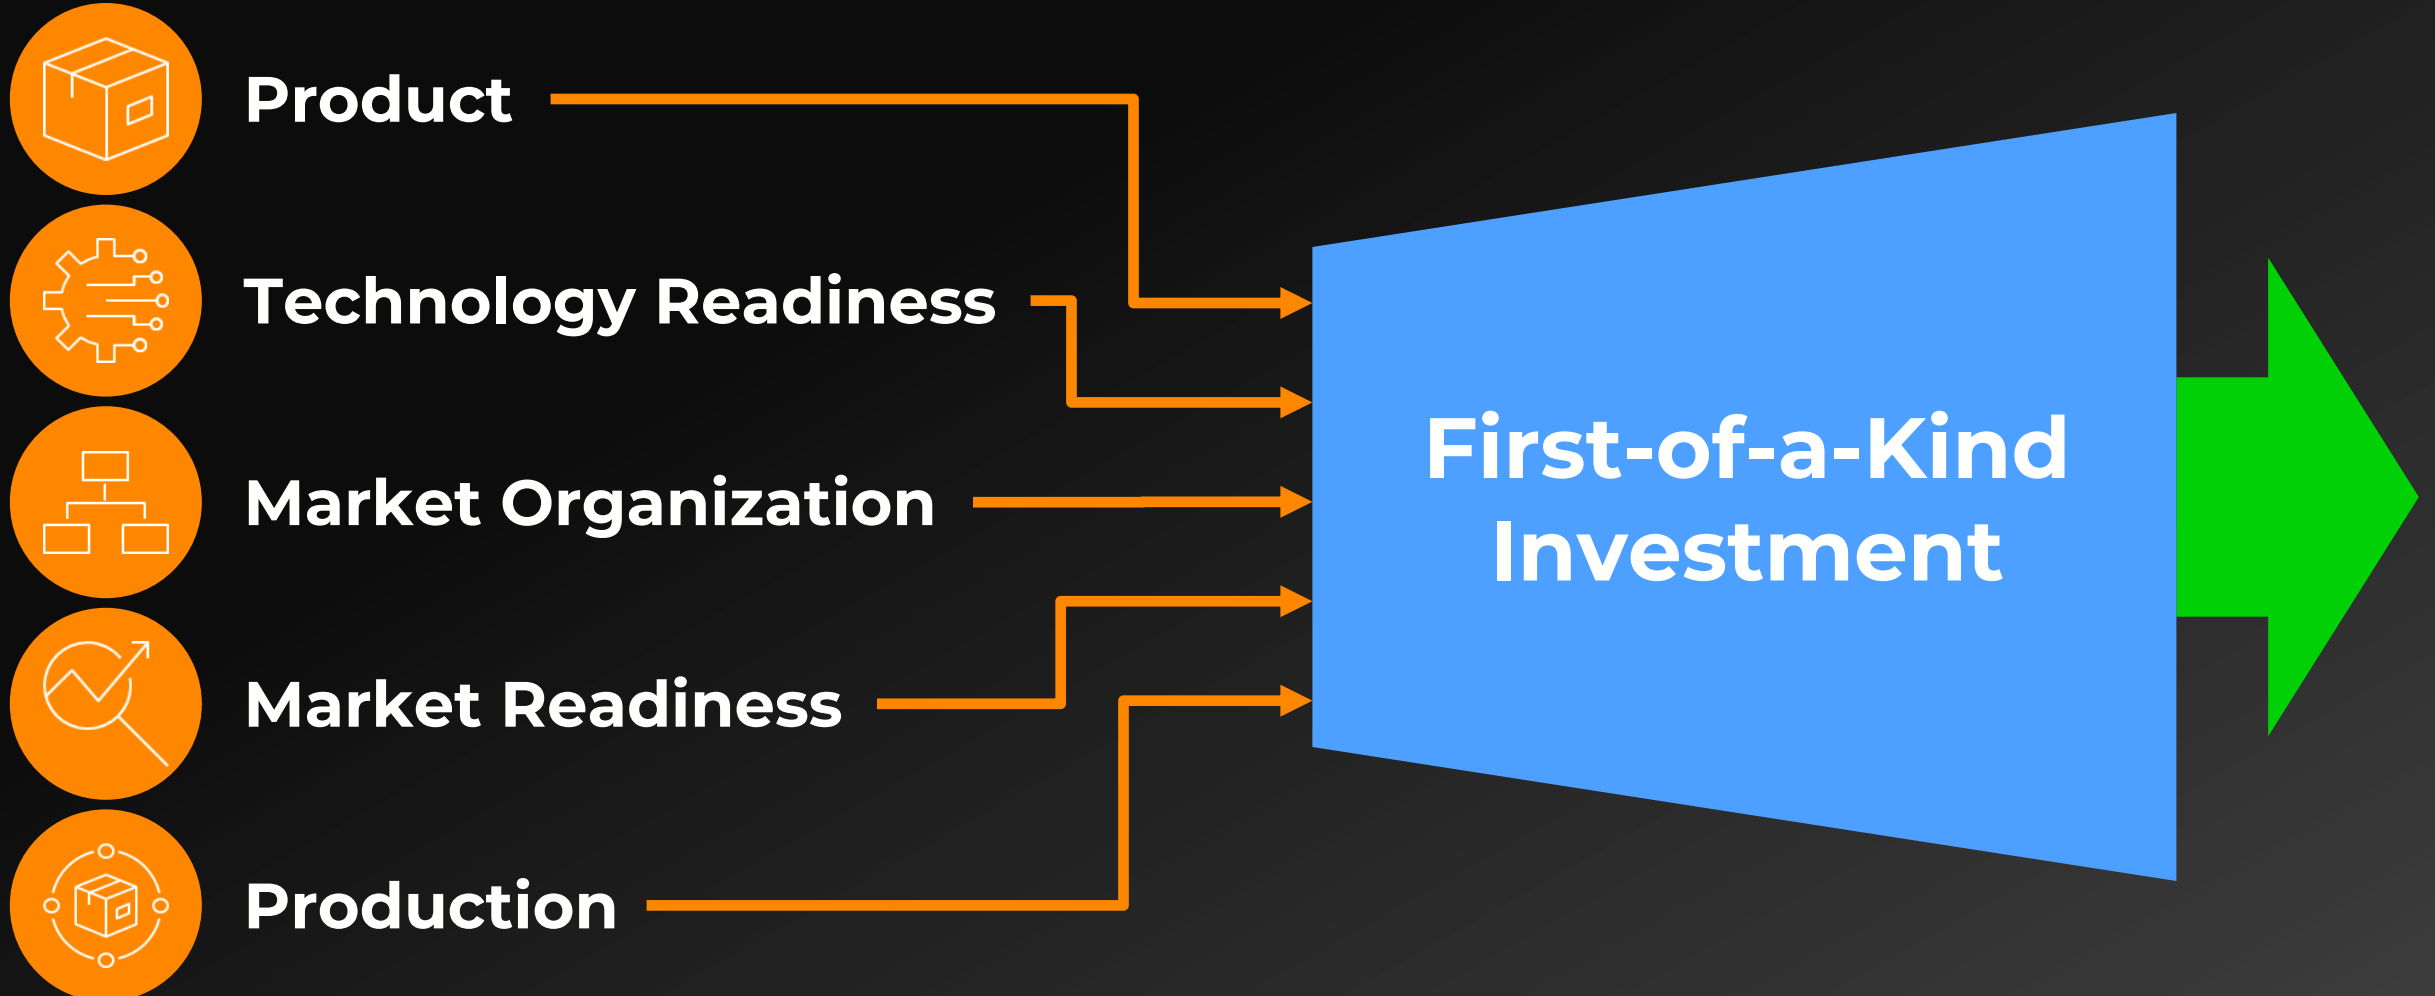 Product
Technology Readiness
Market Organization
Market Readiness
Production
First-of-a-Kind
Investment